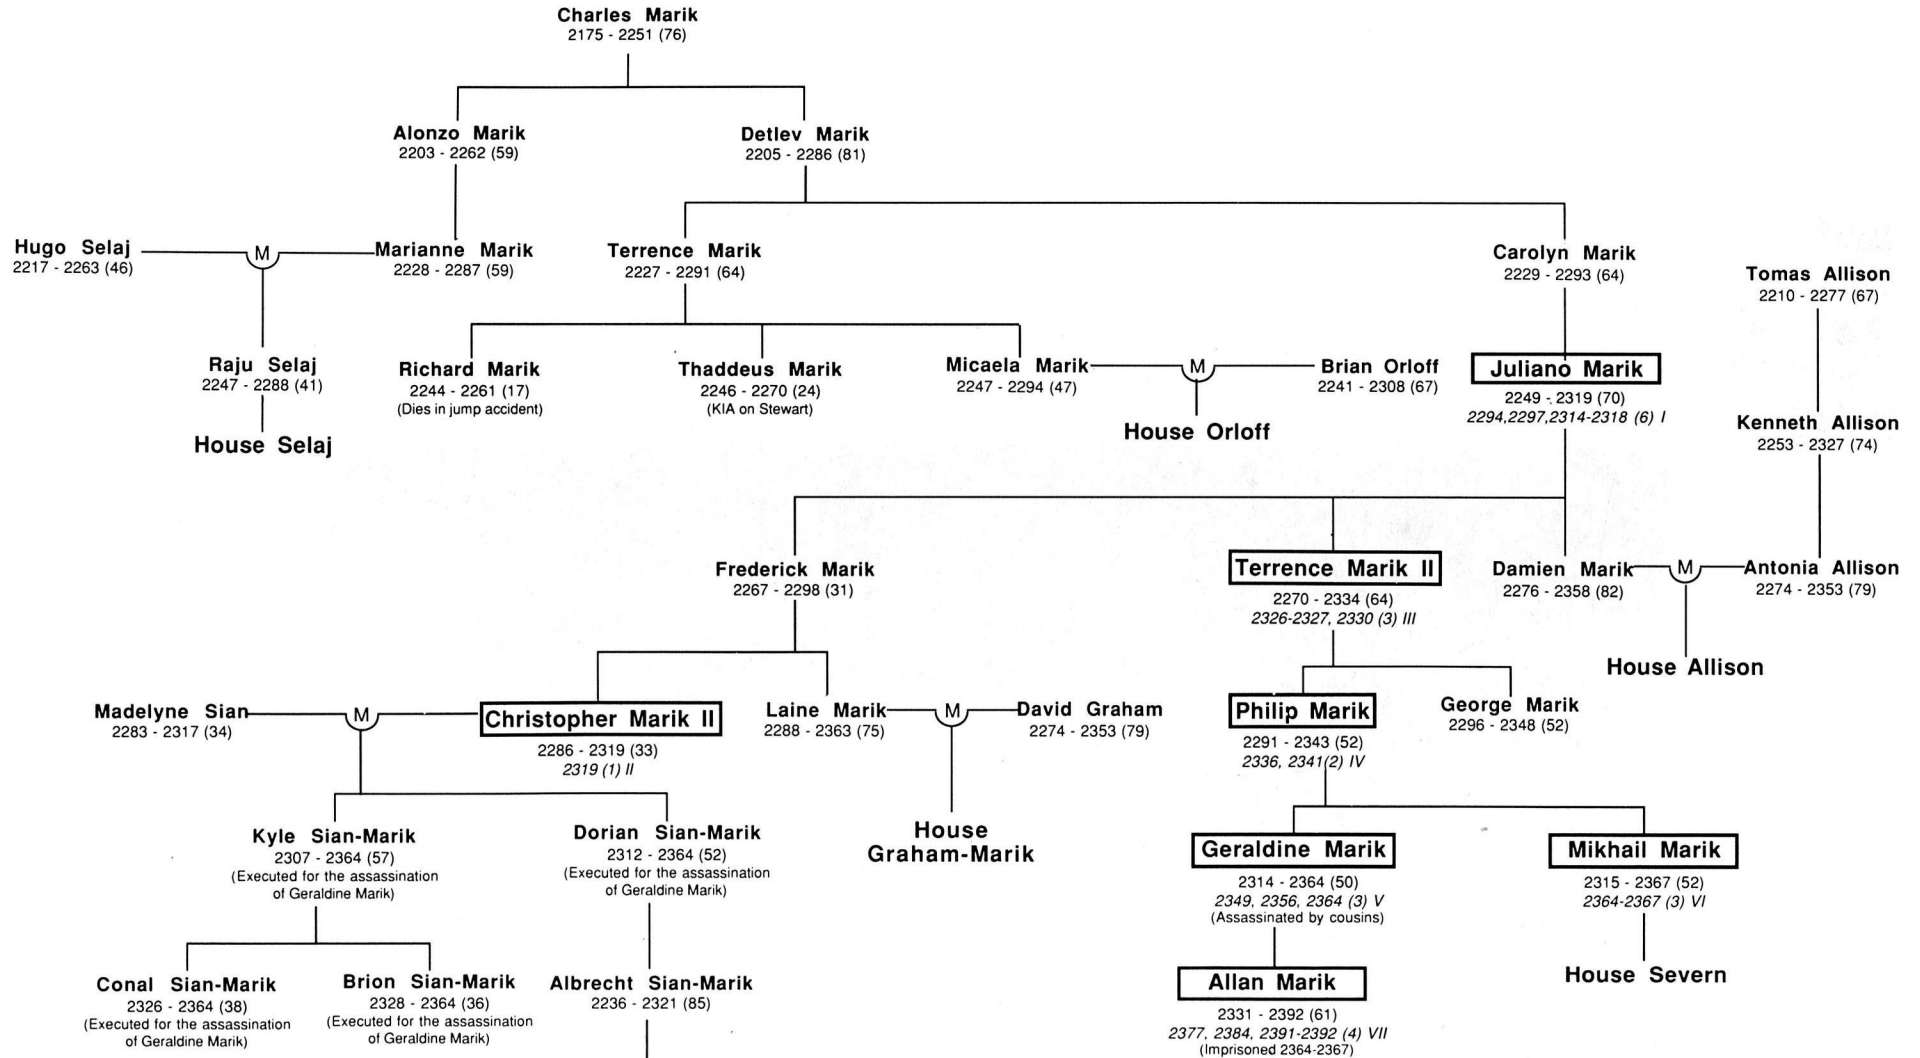 Charles Marik
2175 - 2251 (76)
Alonzo Marik
2203 - 2262 (59)
Detlev Marik
2205 - 2286 (81)
Hugo Selaj
2217 - 2263 (46)
M
Marianne Marik
2228 - 2287 (59)
Terrence Marik
2227 - 2291 (64)
Carolyn Marik
2229 - 2293 (64)
Tomas Allison
2210 - 2277 (67)
Raju Selaj
2247 - 2288 (41)
House Selaj
Richard Marik
2244 - 2261 (17)
(Dies in jump accident)
Thaddeus Marik
2246 - 2270 (24)
(KIA on Stewart)
Micaela Marik
2247 - 2294 (47)
M
Brian Orloff
2241 - 2308 (67)
House Orloff
Juliano Marik
2249 - 2319 (70)
2294,2297,2314-2318 (6) I
Kenneth Allison
2253 - 2327 (74)
Frederick Marik
2267 - 2298 (31)
Terrence Marik II
2270 - 2334 (64)
2326-2327, 2330 (3) III
Damien Marik
2276 - 2358 (82)
M
Antonia Allison
2274 - 2353 (79)
House Allison
Madelyne Sian
2283 - 2317 (34)
M
Christopher Marik II
2286 - 2319 (33)
2319 (1) II
Laine Marik
2288 - 2363 (75)
M
David Graham
2274 - 2353 (79)
House
Graham-Marik
Philip Marik
2291 - 2343 (52)
2336, 2341(2) IV
George Marik
2296 - 2348 (52)
Kyle Sian-Marik
2307 - 2364 (57)
(Executed for the assassination
of Geraldine Marik)
Dorian Sian-Marik
2312 - 2364 (52)
(Executed for the assassination
of Geraldine Marik)
Geraldine Marik
2314 - 2364 (50)
2349, 2356, 2364 (3) V
(Assassinated by cousins)
Mikhail Marik
2315 - 2367 (52)
2364-2367 (3) VI
House Severn
Conal Sian-Marik
2326 - 2364 (38)
(Executed for the assassination
of Geraldine Marik)
Brion Sian-Marik
2328 - 2364 (36)
(Executed for the assassination
of Geraldine Marik)
Albrecht Sian-Marik
2236 - 2321 (85)
Allan Marik
2331 - 2392 (61)
2377, 2384, 2391-2392 (4) VII
(Imprisoned 2364-2367)